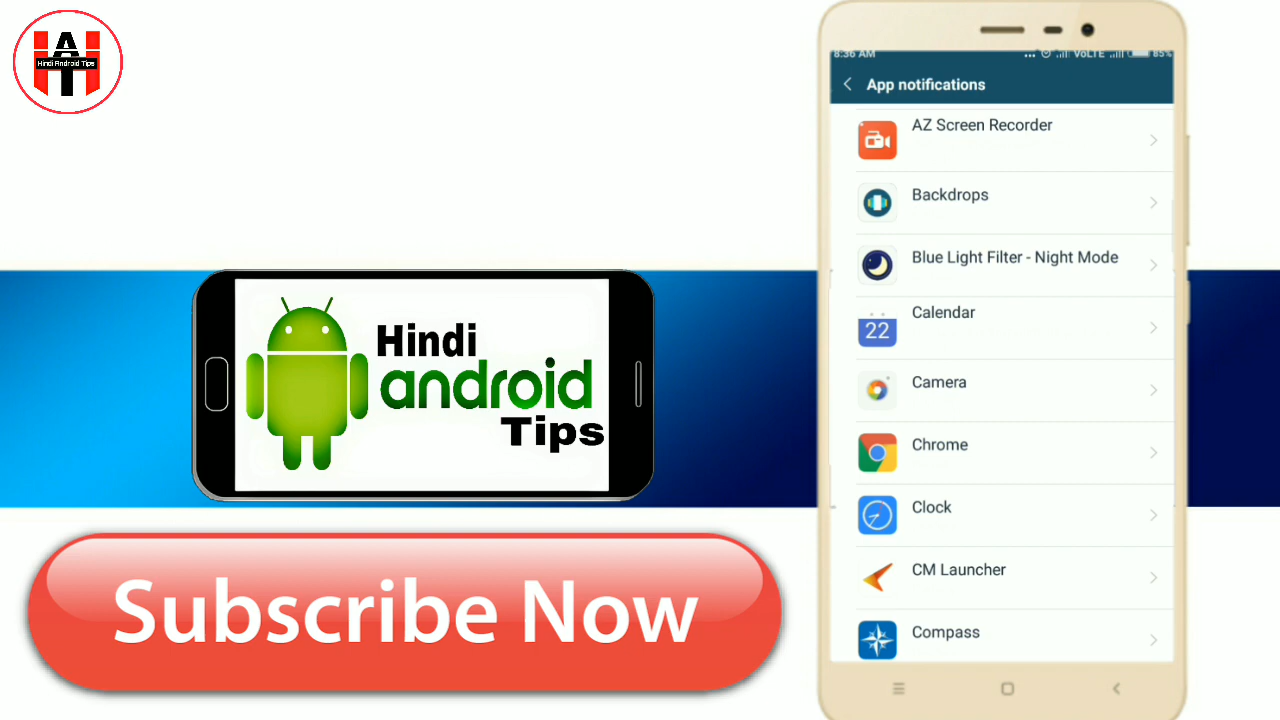 Hindi Android Tips
Hindi
android
Tips
Subscribe Now
8:36 AM
VoLTE
85%
App notifications
AZ Screen Recorder
Backdrops
Blue Light Filter - Night Mode
Calendar
22
Camera
Chrome
Clock
CM Launcher
Compass